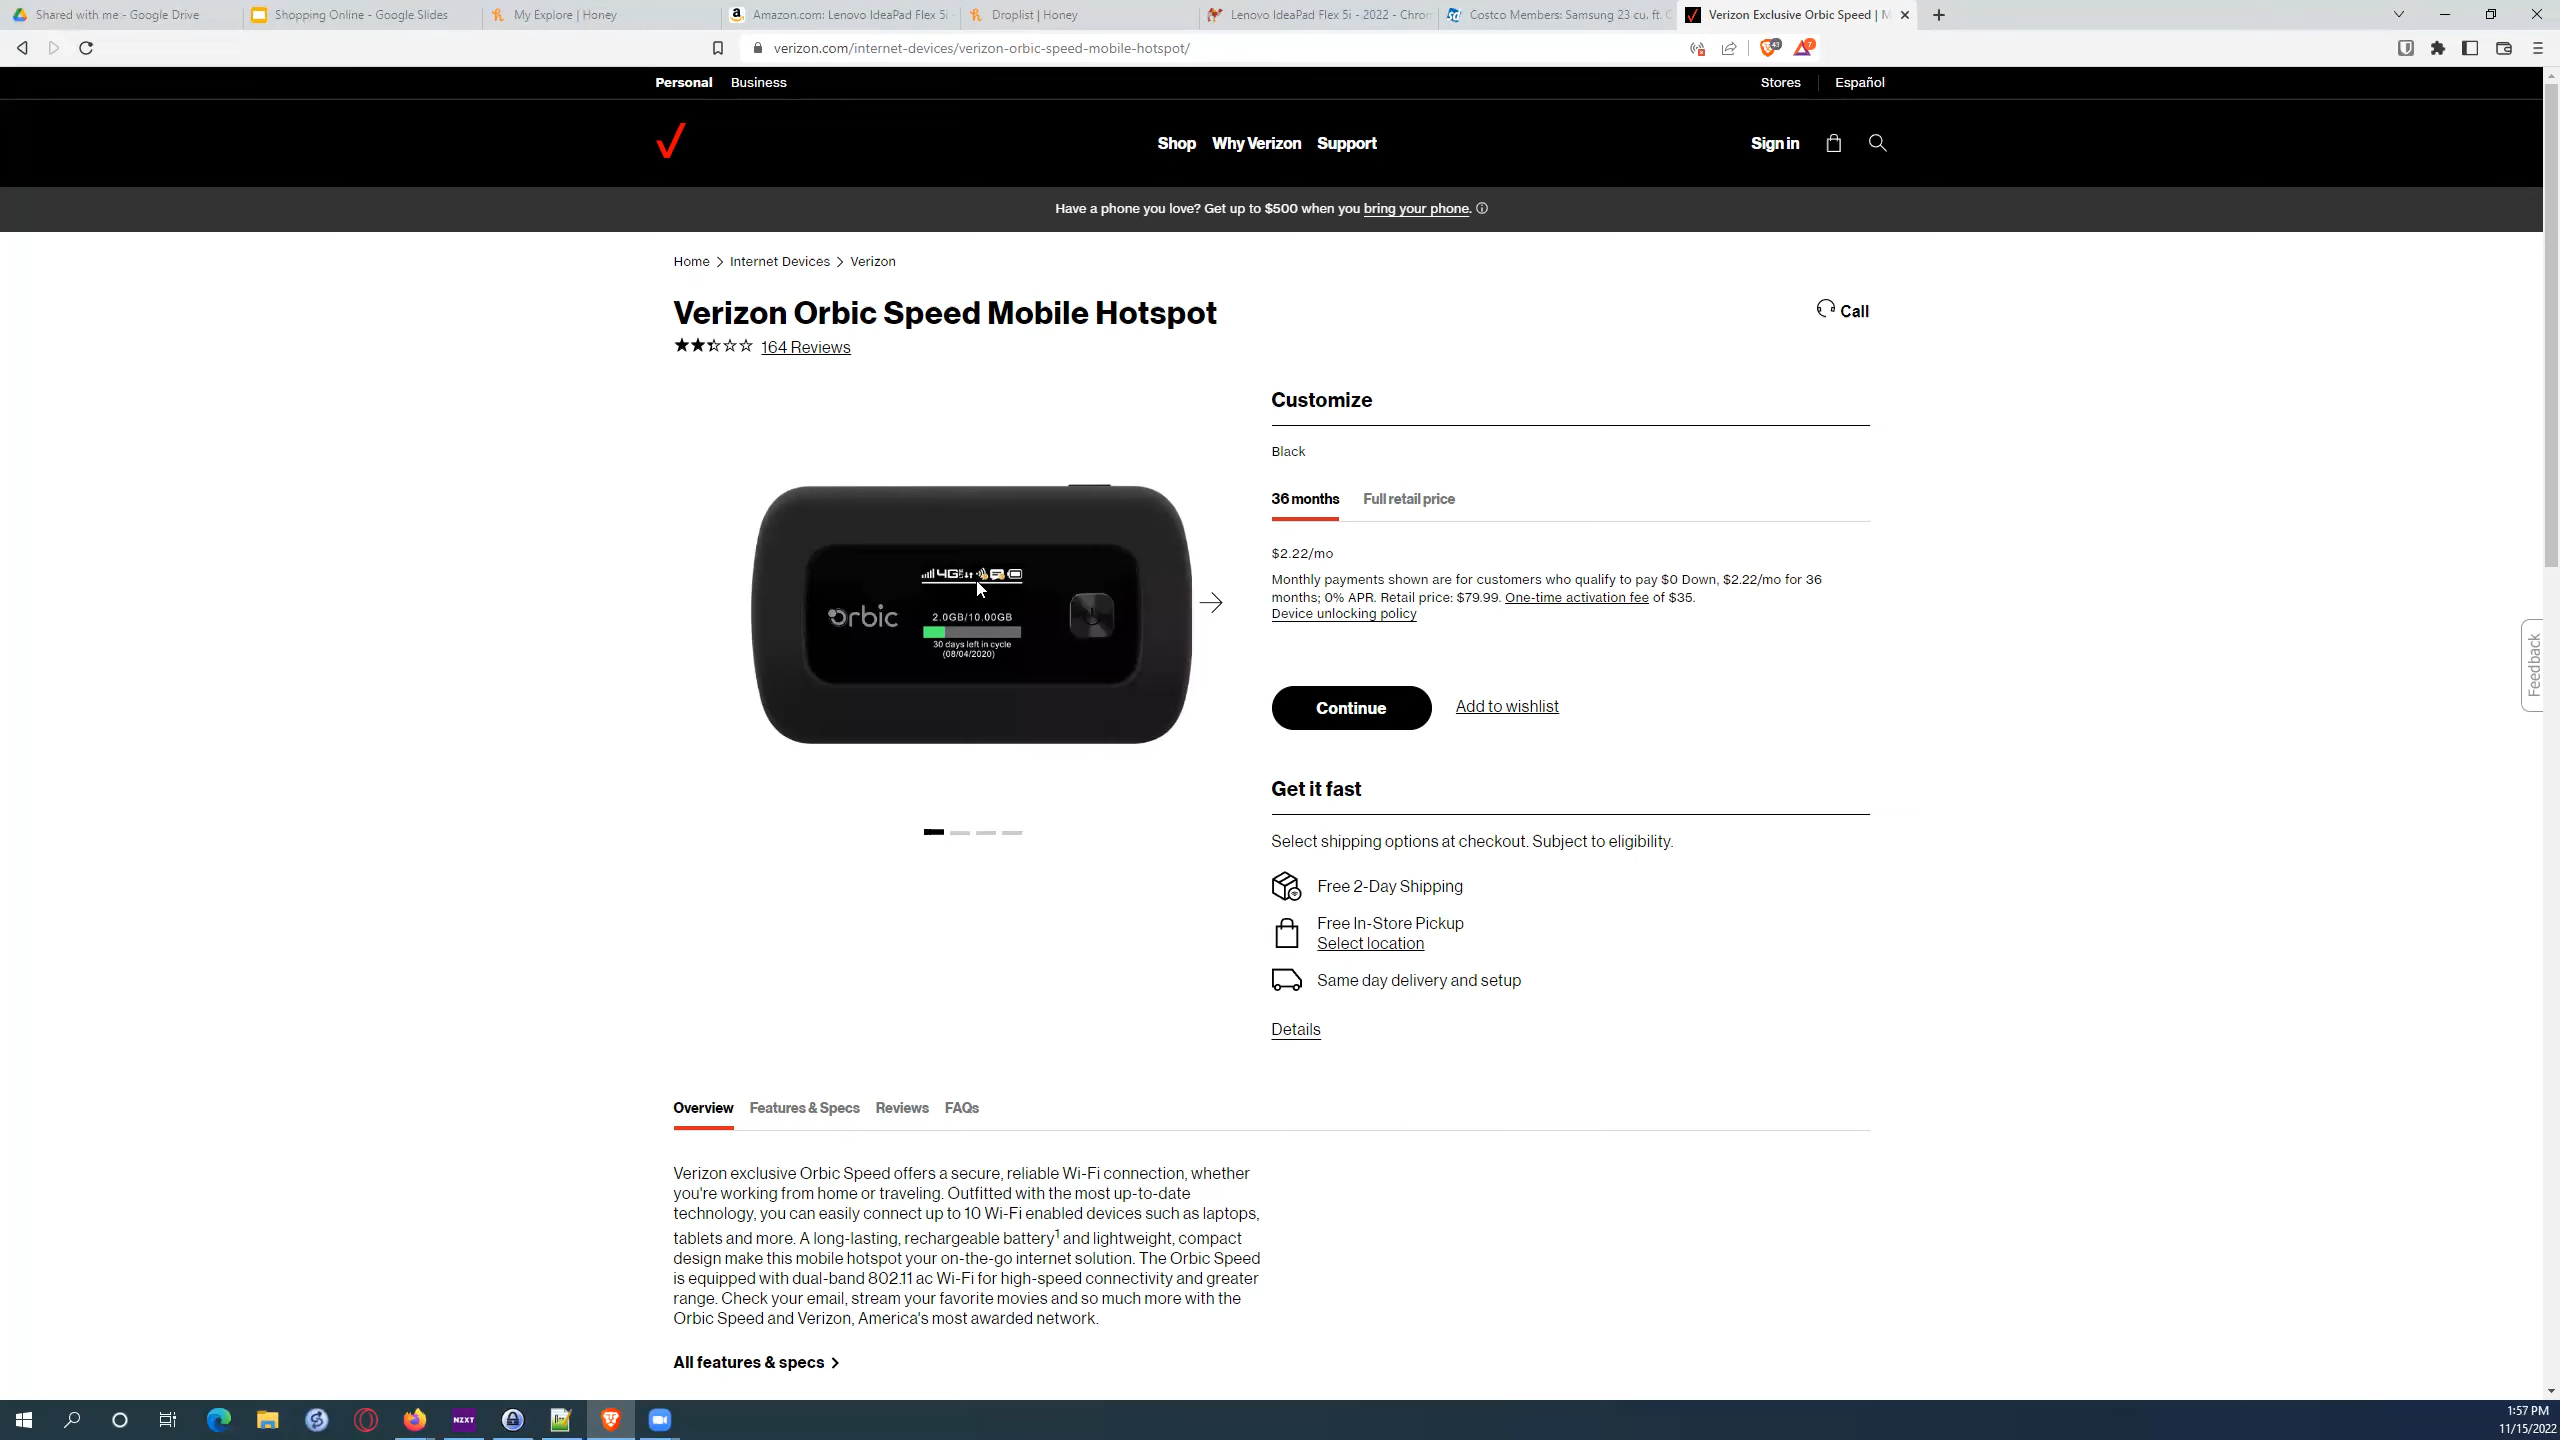 Shared with me - Google Drive
Shopping Online - Google Slides
My Explore | Honey
Amazon.com: Lenovo IdeaPad Flex 5i -
Droplist | Honey
Lenovo IdeaPad Flex 5i - 2022 - Chrom
Costco Members: Samsung 23 cu. ft. C
Verizon Exclusive Orbic Speed | M
verizon.com/internet-devices/verizon-orbic-speed-mobile-hotspot/
Personal Business
Stores Español
Shop Why Verizon Support
Sign in
Have a phone you love? Get up to $500 when you bring your phone.
Home > Internet Devices > Verizon
Verizon Orbic Speed Mobile Hotspot
Call
164 Reviews
Customize
Black
36 months Full retail price
$2.22/mo
Monthly payments shown are for customers who qualify to pay $0 Down, $2.22/mo for 36
months; 0% APR. Retail price: $79.99. One-time activation fee of $35.
Device unlocking policy
4G LTE
orbic
2.0GB/10.00GB
30 days left in cycle
(08/04/2020)
Continue Add to wishlist
Feedback
Get it fast
Select shipping options at checkout. Subject to eligibility.
Free 2-Day Shipping
Free In-Store Pickup
Select location
Same day delivery and setup
Details
Overview Features & Specs Reviews FAQs
Verizon exclusive Orbic Speed offers a secure, reliable Wi-Fi connection, whether
you're working from home or traveling. Outfitted with the most up-to-date
technology, you can easily connect up to 10 Wi-Fi enabled devices such as laptops,
tablets and more. A long-lasting, rechargeable battery1 and lightweight, compact
design make this mobile hotspot your on-the-go internet solution. The Orbic Speed
is equipped with dual-band 802.11 ac Wi-Fi for high-speed connectivity and greater
range. Check your email, stream your favorite movies and so much more with the
Orbic Speed and Verizon, America's most awarded network.
All features & specs >
NZXT
1:57 PM
11/15/2022